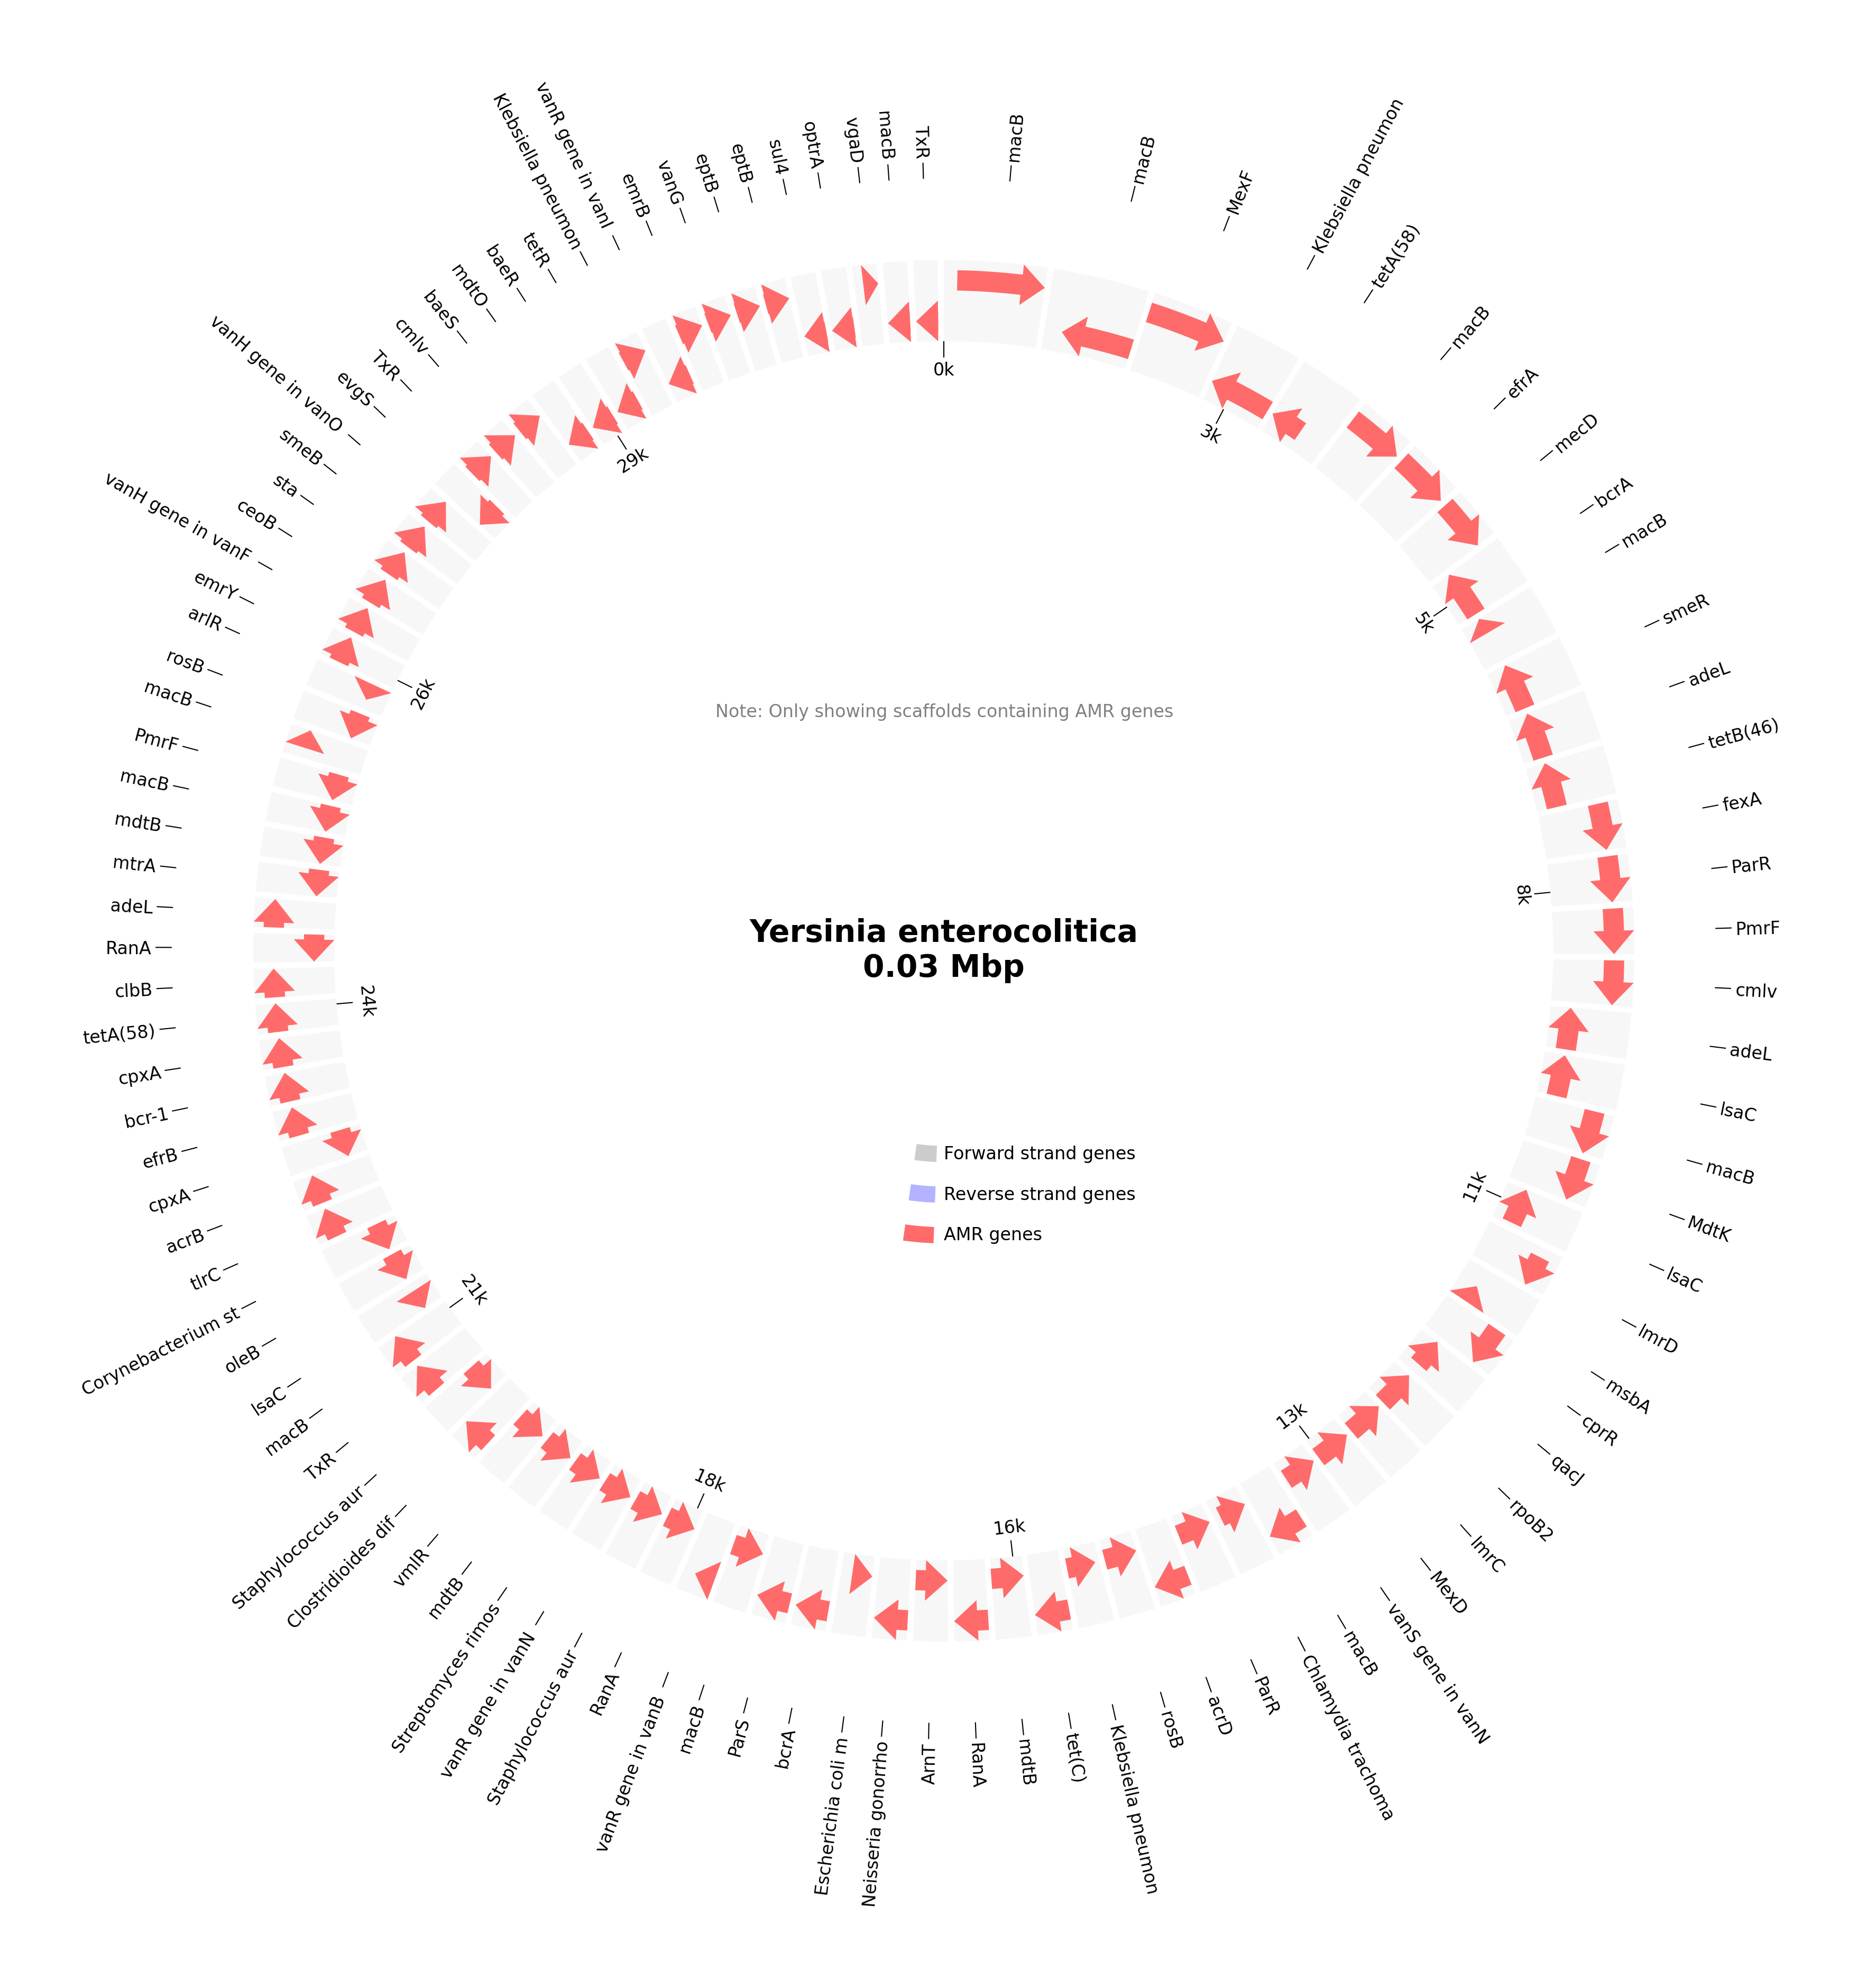 macB
macB
MexF
Klebsiella pneumon
tetA(58)
macB
efrA
mecD
bcrA
macB
smeR
adeL
tetB(46)
fexA
ParR
PmrF
cmlv
adeL
lsaC
macB
MdtK
lsaC
lmrD
msbA
cprR
qacJ
rpoB2
lmrC
MexD
vanS gene in vanN
macB
Chlamydia trachoma
ParR
acrD
rosB
Klebsiella pneumon
tet(C)
mdtB
RanA
ArnT
Neisseria gonorrho
Escherichia coli m
bcrA
ParS
macB
vanR gene in vanB
RanA
Staphylococcus aur
vanR gene in vanN
Streptomyces rimos
mdtB
vmlR
Clostridioides dif
Staphylococcus aur
TxR
macB
lsaC
oleB
Corynebacterium st
tlrC
acrB
cpxA
efrB
bcr-1
cpxA
tetA(58)
clbB
RanA
adeL
mtrA
mdtB
macB
PmrF
macB
rosB
arlR
emrY
vanH gene in vanF
ceoB
sta
smeB
vanH gene in vanO
evgS
TxR
cmlv
baeS
mdtO
baeR
tetR
Klebsiella pneumon
vanR gene in vanI
emrB
vanG
eptB
eptB
sul4
optrA
vgaD
macB
TxR
0k
3k
5k
8k
11k
13k
16k
18k
21k
24k
26k
29k
Note: Only showing scaffolds containing AMR genes
Yersinia enterocolitica
0.03 Mbp
Forward strand genes
Reverse strand genes
AMR genes